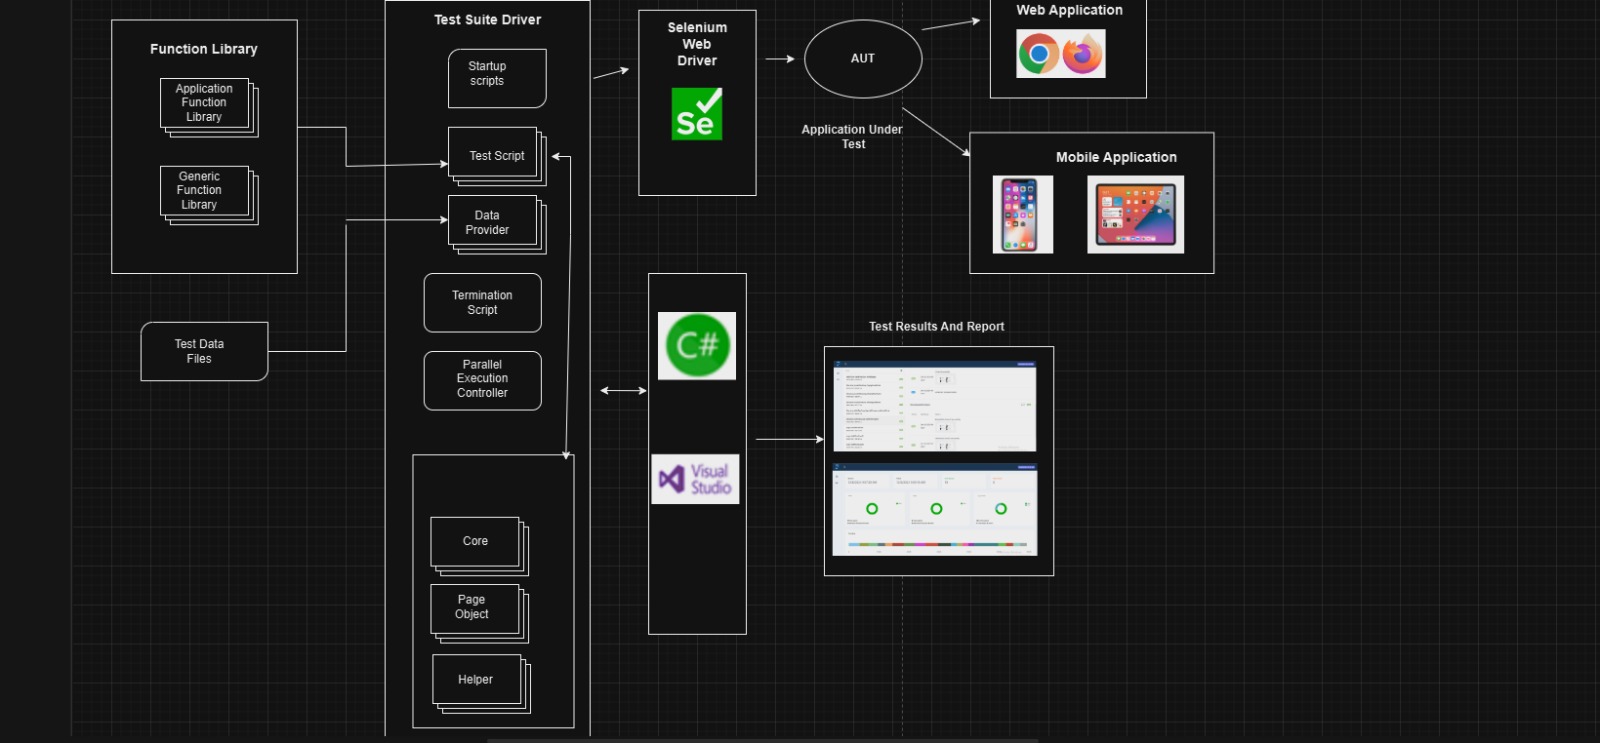 Function Library
Application
Function
Library
Generic
Function
Library
Test Data
Files
Test Suite Driver
Startup
scripts
Test Script
Data
Provider
Termination
Script
Parallel
Execution
Controller
Core
Page
Object
Helper
Selenium
Web
Driver
Se
C#
Visual
Studio
AUT
Application Under
Test
Web Application
Mobile Application
Test Results And Report